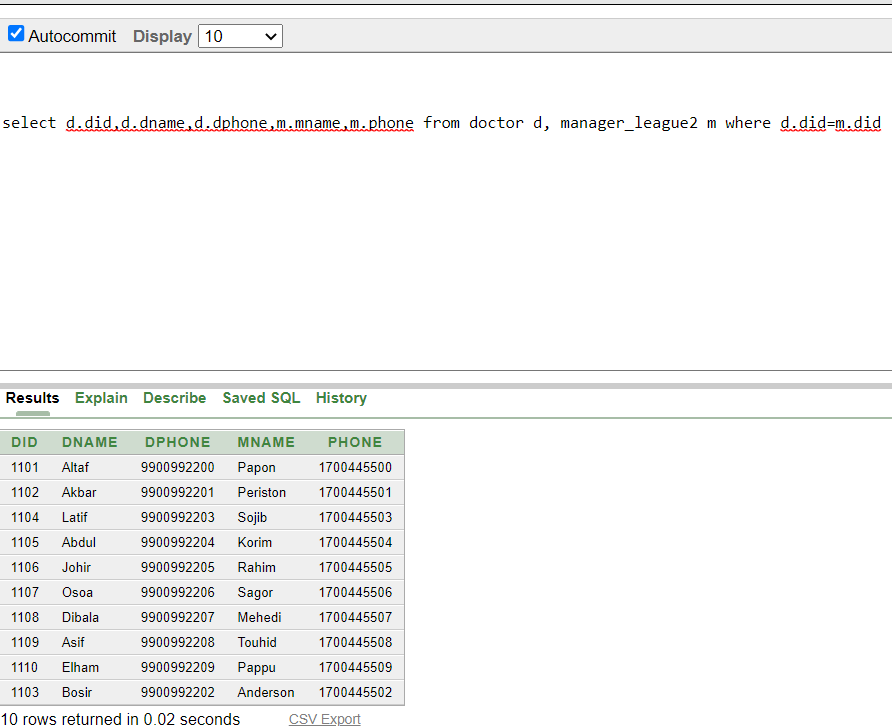 Autocommit Display 10
select d.did,d.dname,d.dphone,m.mname,m.phone from doctor d, manager_league2 m where d.did=m.did
Results Explain Describe Saved SQL History
DID DNAME DPHONE MNAME PHONE
1101 Altaf 9900992200 Papon 1700445500
1102 Akbar 9900992201 Periston 1700445501
1104 Latif 9900992203 Sojib 1700445503
1105 Abdul 9900992204 Korim 1700445504
1106 Johir 9900992205 Rahim 1700445505
1107 Osoa 9900992206 Sagor 1700445506
1108 Dibala 9900992207 Mehedi 1700445507
1109 Asif 9900992208 Touhid 1700445508
1110 Elham 9900992209 Pappu 1700445509
1103 Bosir 9900992202 Anderson 1700445502
10 rows returned in 0.02 seconds CSV Export